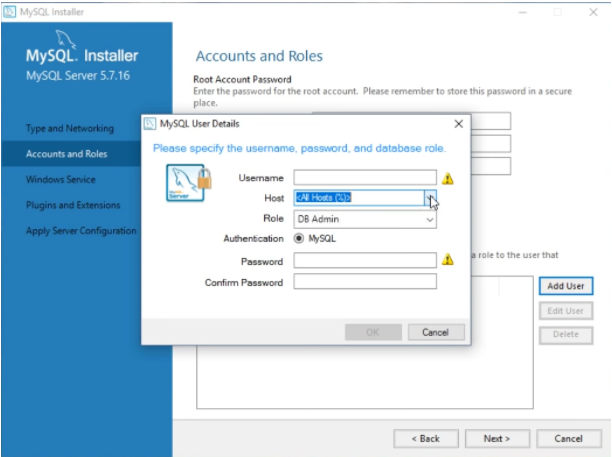 MySQL Installer
MySQL. Installer
MySQL Server 5.7.16
Type and Networking
Accounts and Roles
Windows Service
Plugins and Extensions
Apply Server Configuration
Accounts and Roles
Root Account Password
Enter the password for the root account. Please remember to store this password in a secure
place.
MySQL User Details
Please specify the username, password, and database role.
Server
Username
Host
<All Hosts (%)>
Role
DB Admin
Authentication
MySQL
Password
Confirm Password
OK
Cancel
a role to the user that
Add User
Edit User
Delete
< Back
Next >
Cancel